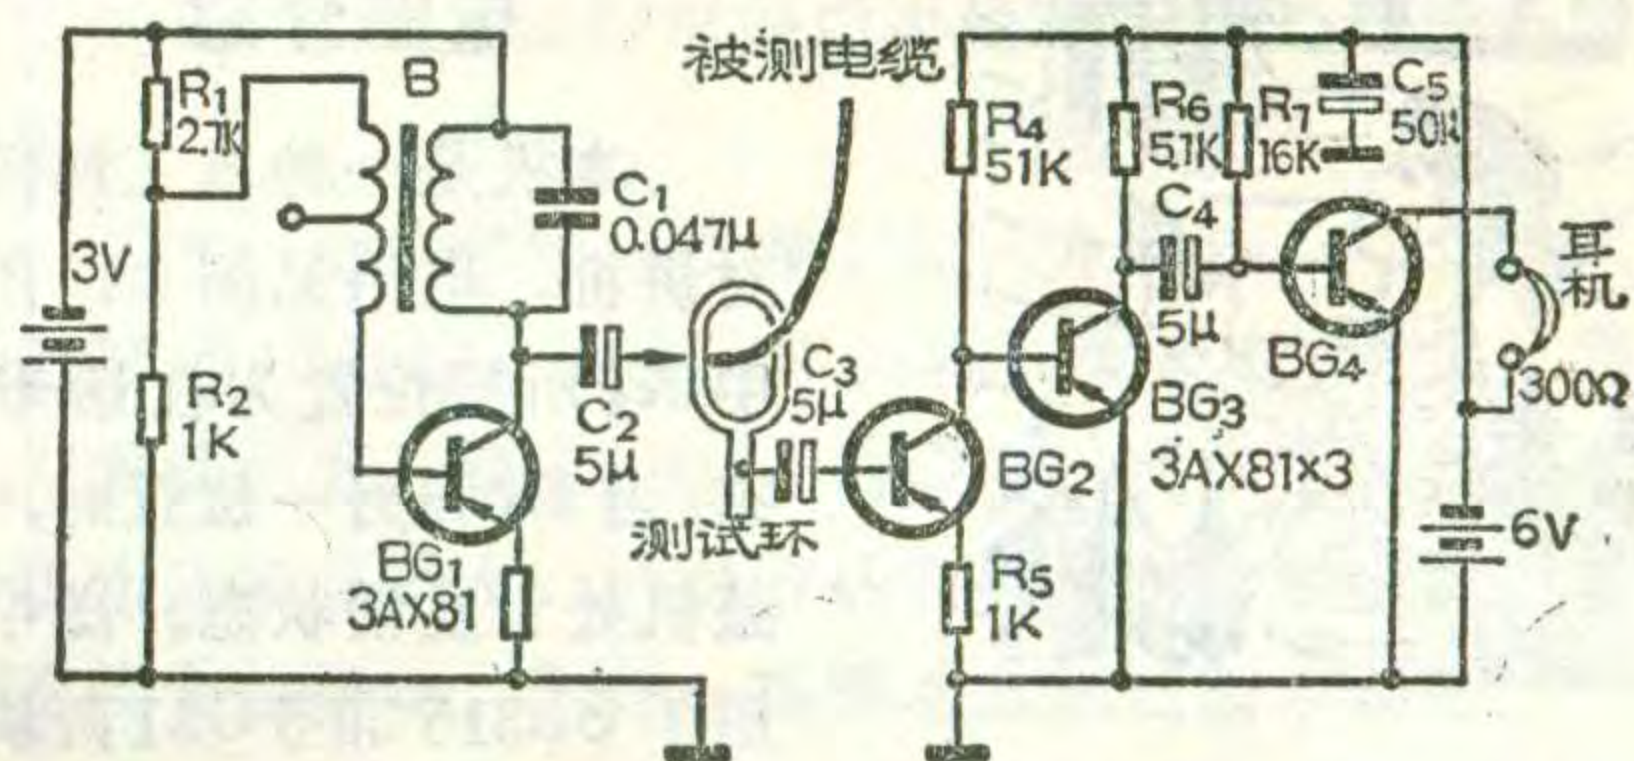 3V
R₁
2.7K
R₂
1K
B
C₁
0.047μ
BG₁
3AX81
C₂
5μ
被测电缆
测试环
C₃
5μ
BG₂
R₄
51K
R₅
1K
R₆
5.1K
C₄
5μ
BG₃
3AX81×3
R₇
16K
C₅
50μ
BG₄
耳机
300Ω
6V